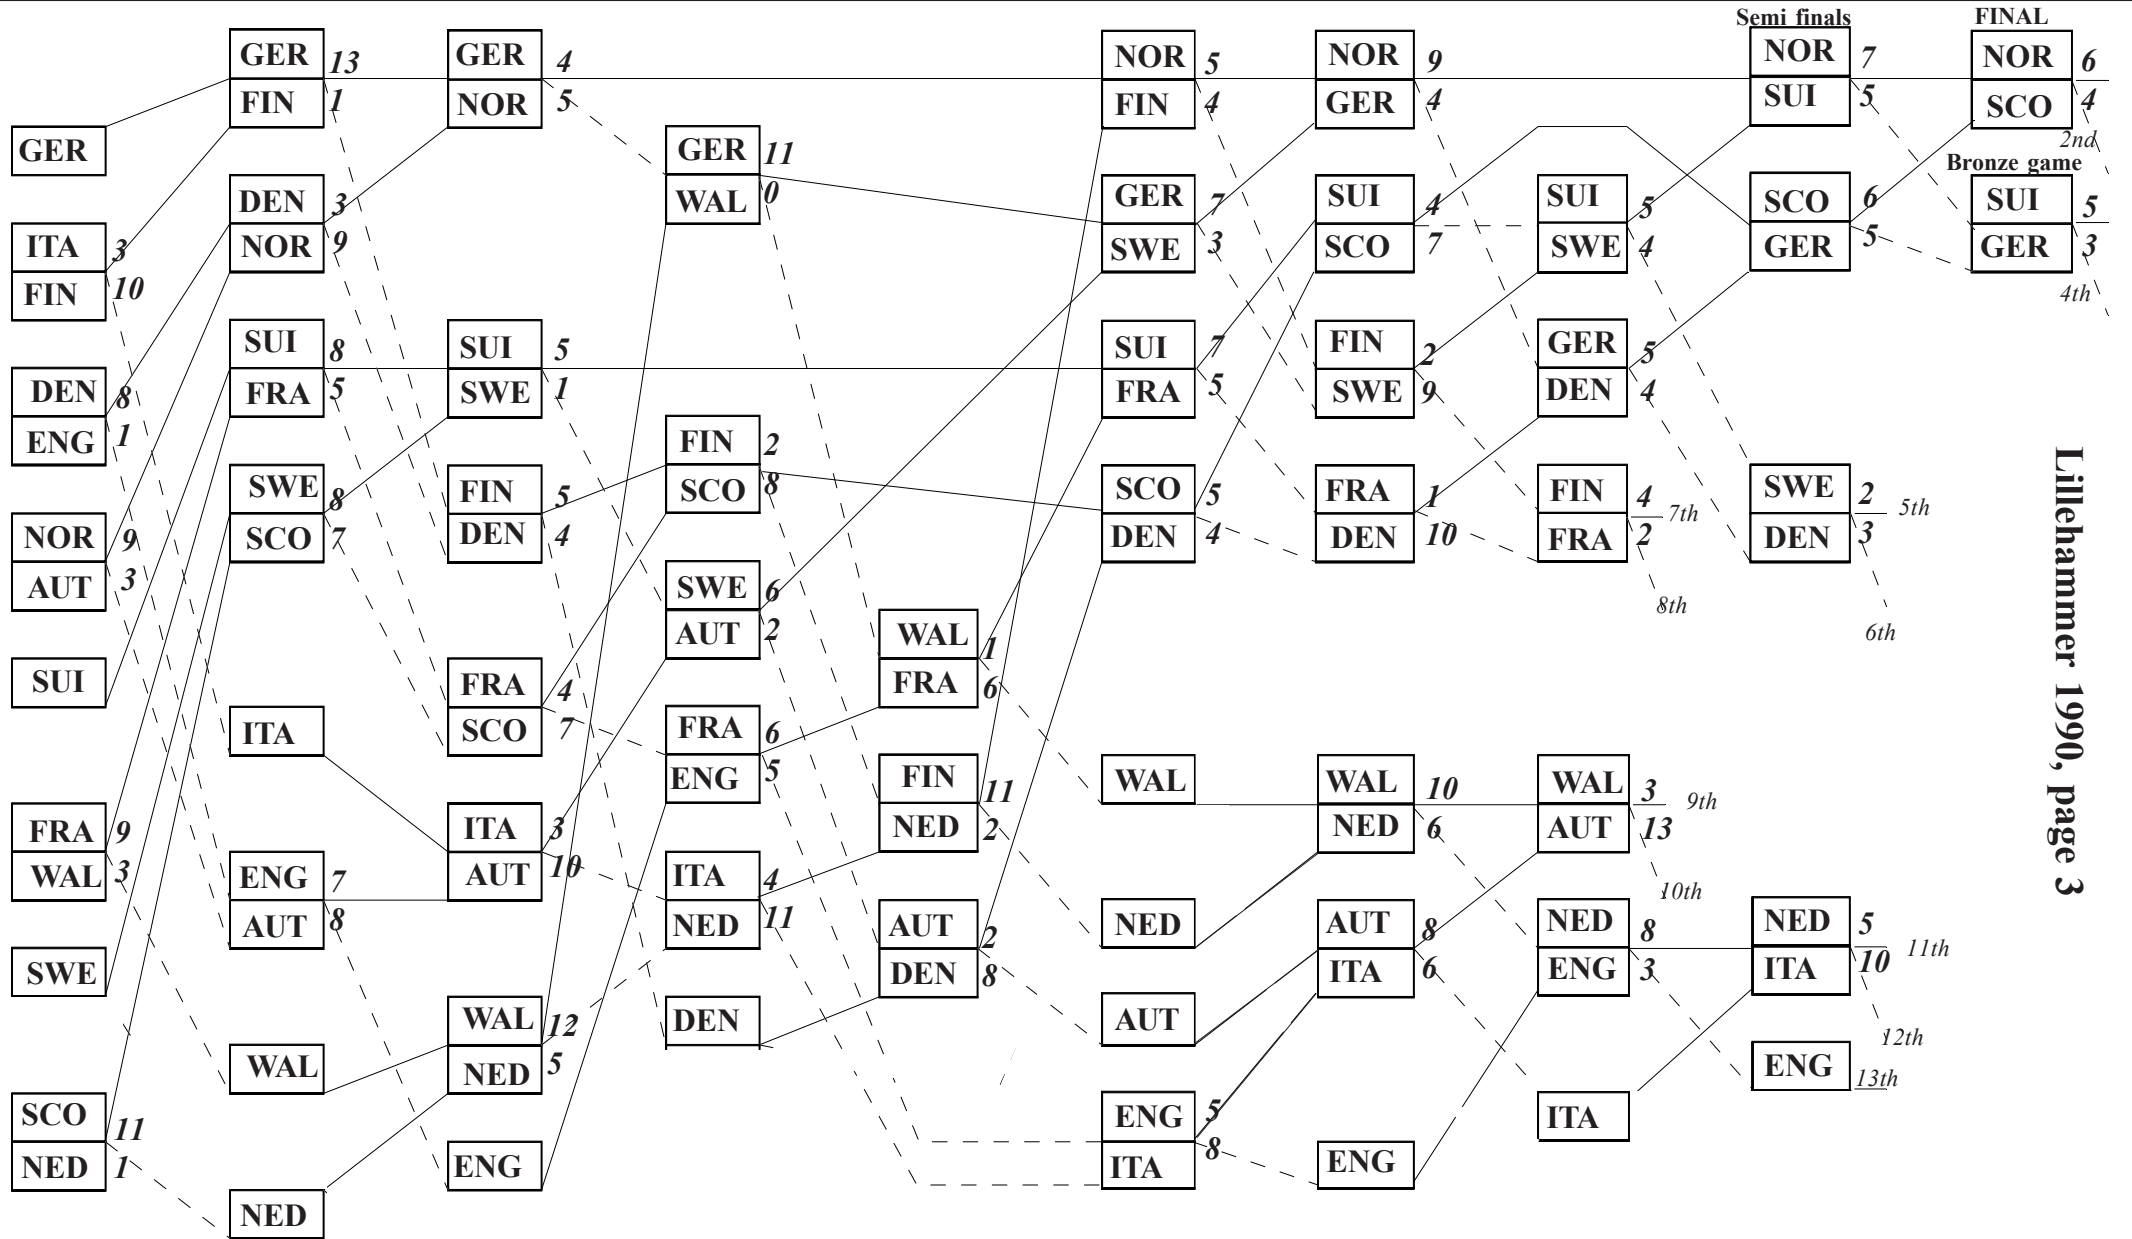 GER
ITA 3
FIN 10
DEN 8
ENG 1
NOR 9
AUT 3
SUI
FRA 9
WAL 3
SWE
SCO 11
NED 1
GER 13
FIN 1
DEN 3
NOR 9
SUI 8
FRA 5
SWE 8
SCO 7
ITA
ENG 7
AUT 8
WAL
NED
GER 4
NOR 5
SUI 5
SWE 1
FIN 5
DEN 4
FRA 4
SCO 7
ITA 3
AUT 10
WAL 12
NED 5
ENG
GER 11
WAL 0
FIN 2
SCO 8
SWE 6
AUT 2
FRA 6
ENG 5
ITA 4
NED 11
DEN
WAL 1
FRA 6
FIN 11
NED 2
AUT 2
DEN 8
NOR 5
FIN 4
GER 7
SWE 3
SUI 7
FRA 5
SCO 5
DEN 4
WAL
NED
AUT
ENG 5
ITA 8
NOR 9
GER 4
SUI 4
SCO 7
FIN 2
SWE 9
FRA 1
DEN 10
WAL 10
NED 6
AUT 8
ITA 6
ENG
SUI 5
SWE 4
GER 5
DEN 4
FIN 4
7th
FRA 2
8th
WAL 3
9th
AUT 13
10th
NED 8
ENG 3
ITA
Semi finals
NOR 7
SUI 5
SCO 6
GER 5
SWE 2
5th
DEN 3
6th
NED 5
11th
ITA 10
12th
ENG
13th
FINAL
NOR 6
SCO 4
2nd
Bronze game
SUI 5
GER 3
4th
Lillehammer 1990, page 3